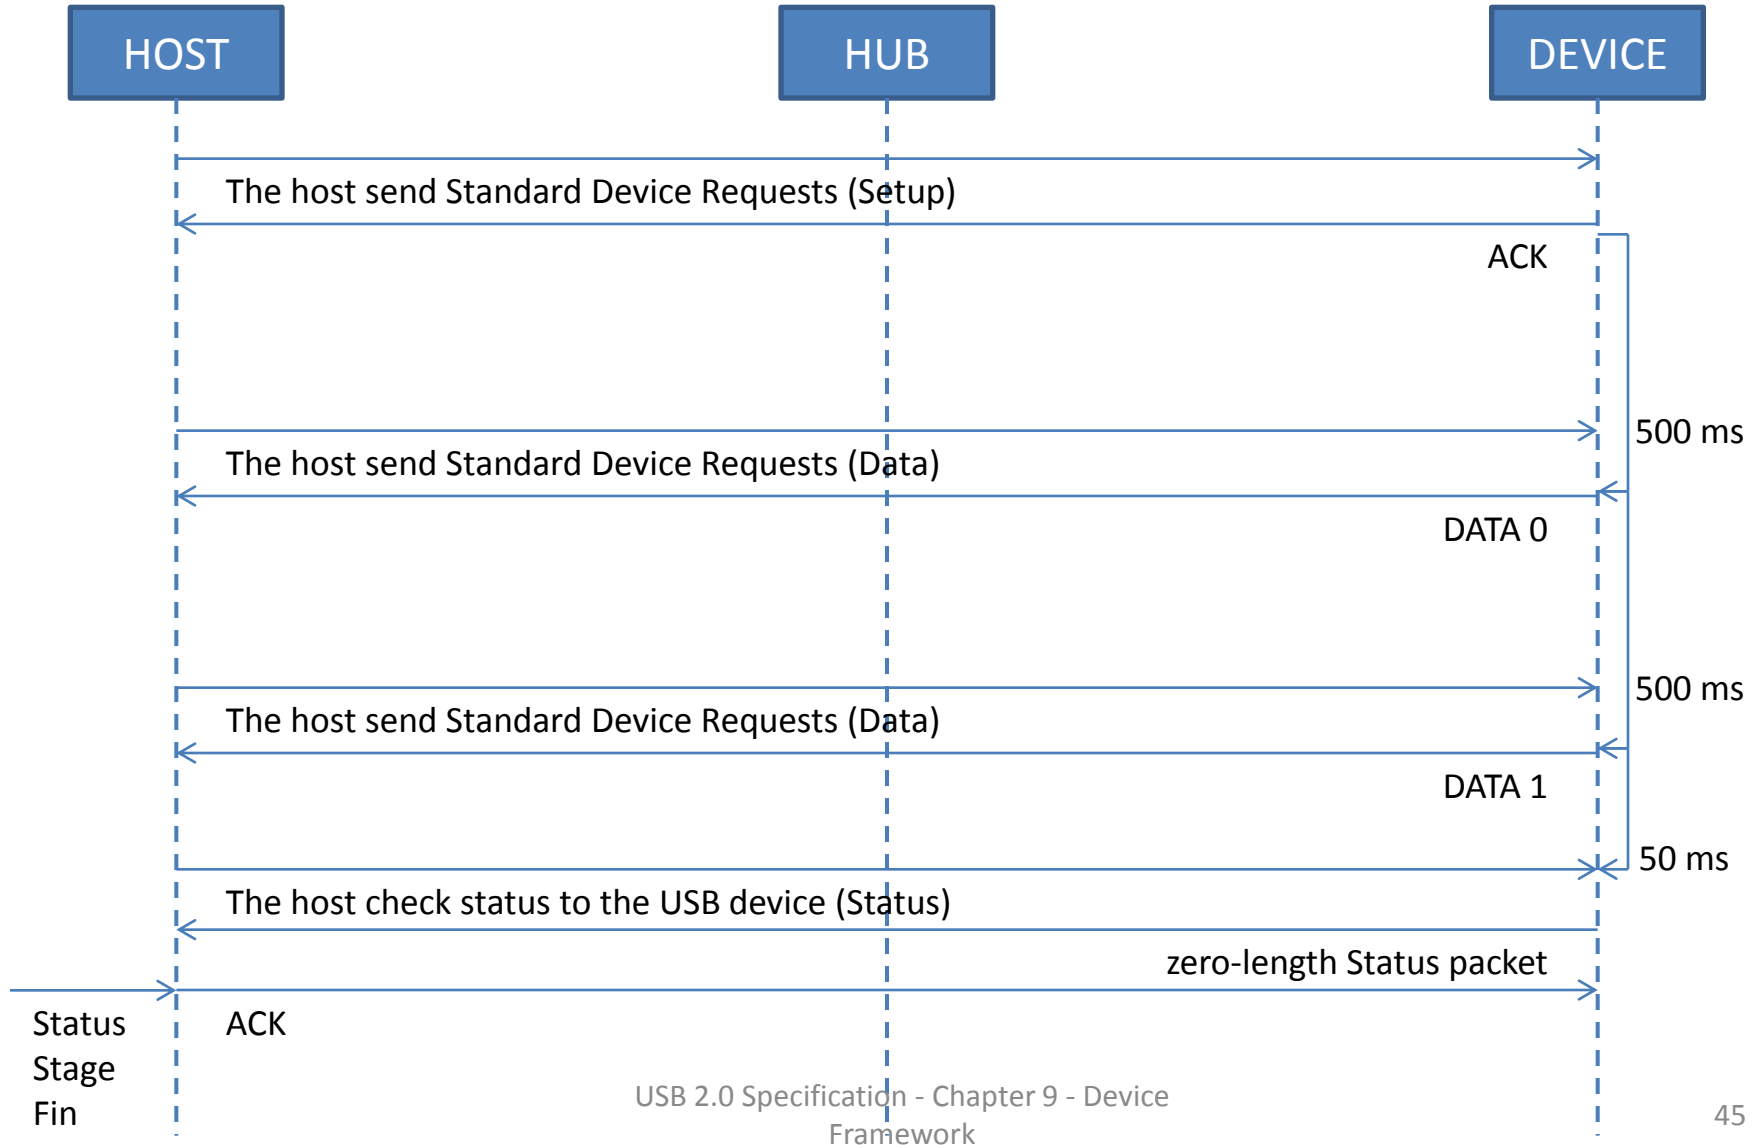 HOST
HUB
DEVICE
The host send Standard Device Requests (Setup)
ACK
500 ms
The host send Standard Device Requests (Data)
DATA 0
500 ms
The host send Standard Device Requests (Data)
DATA 1
50 ms
The host check status to the USB device (Status)
zero-length Status packet
Status
Stage
Fin
ACK
USB 2.0 Specification - Chapter 9 - Device
Framework
45